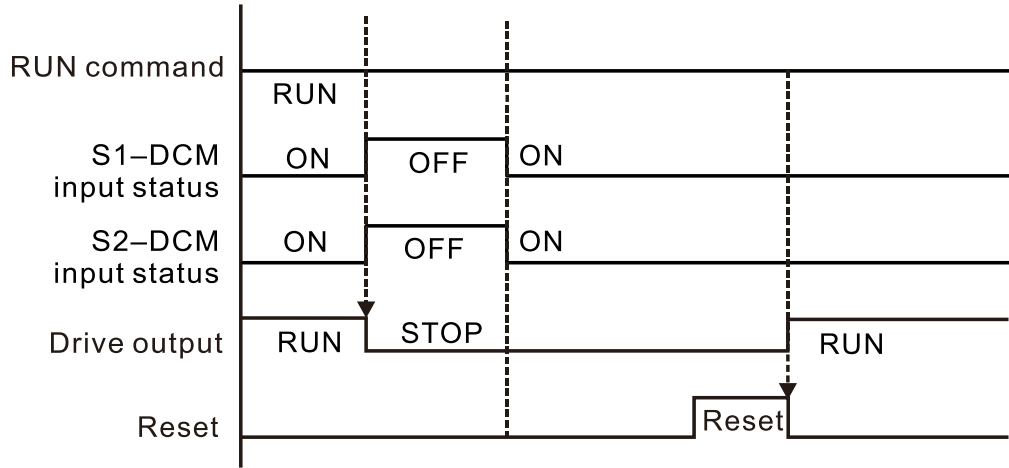 RUN command
RUN
S1–DCM
input status
ON
OFF
ON
S2–DCM
input status
ON
OFF
ON
Drive output
RUN
STOP
RUN
Reset
Reset